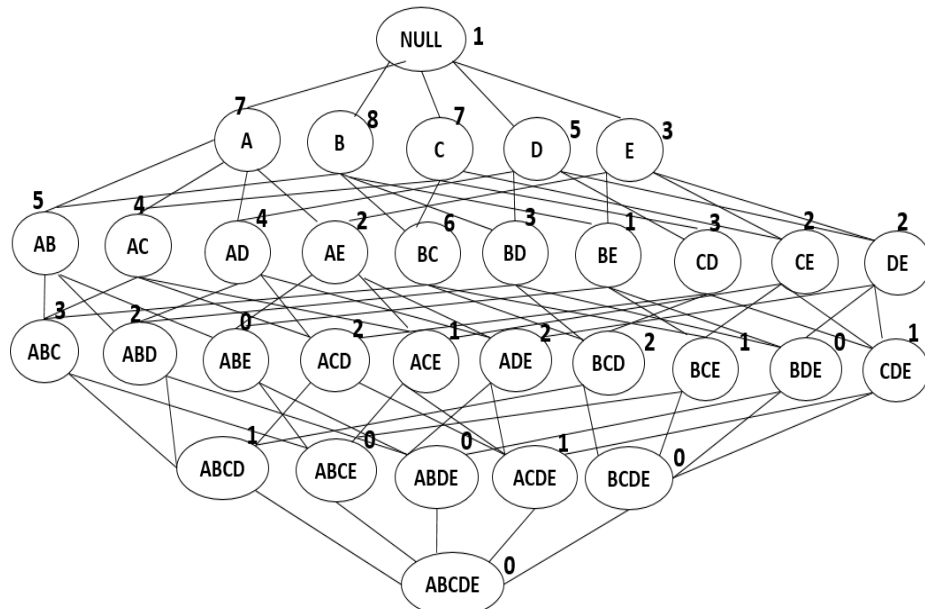 NULL 1
A 7 B 8 C 7 D 5 E 3
AB 5 AC 4 AD 4 AE 2 BC 6 BD 3 BE 1 CD 3 CE 2 DE 2
ABC 3 ABD 2 ABE 0 ACD 2 ACE 1 ADE 2 BCD 2 BCE 1 BDE 0 CDE 1
ABCD 1 ABCE 0 ABDE 0 ACDE 1 BCDE 0
ABCDE 0